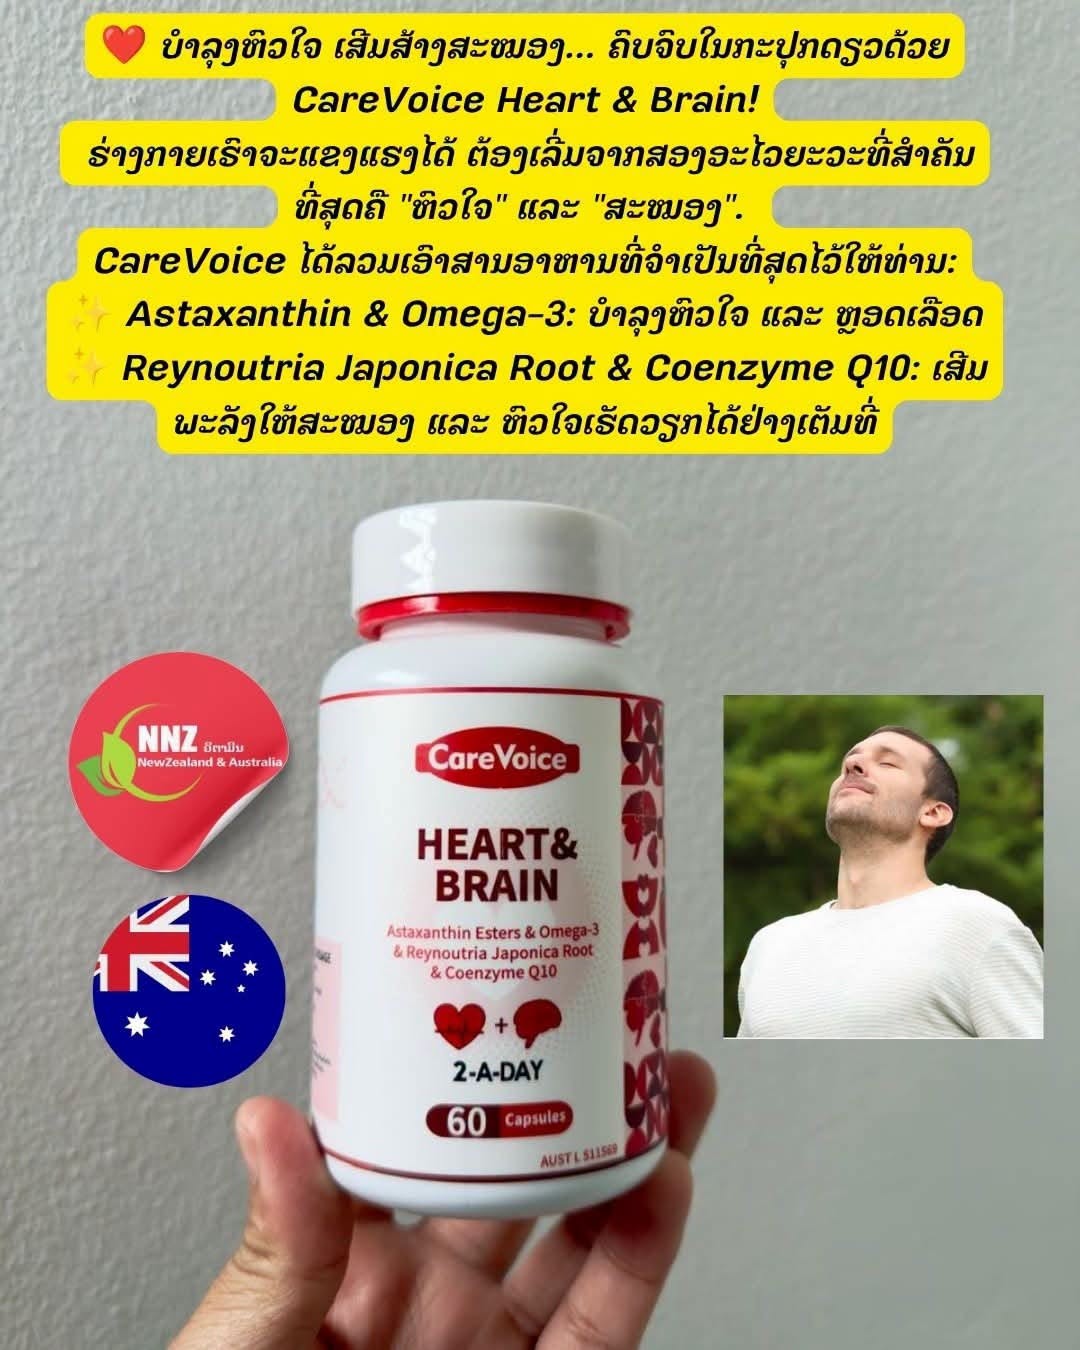 ❤️ ບຳລຸງຫົວໃຈ ເສີມສ້າງສະໝອງ... ຄົບຈົບໃນກະປຸກດຽວດ້ວຍ
CareVoice Heart & Brain!
ຮ່າງກາຍເຮົາຈະແຂງແຮງໄດ້ ຕ້ອງເລີ່ມຈາກສອງອະໄວຍະວະທີ່ສຳຄັນ
ທີ່ສຸດຄື "ຫົວໃຈ" ແລະ "ສະໝອງ".
CareVoice ໄດ້ລວມເອົາສານອາຫານທີ່ຈຳເປັນທີ່ສຸດໄວ້ໃຫ້ທ່ານ:
✨ Astaxanthin & Omega-3: ບຳລຸງຫົວໃຈ ແລະ ຫຼອດເລືອດ
✨ Reynoutria Japonica Root & Coenzyme Q10: ເສີມ
ພະລັງໃຫ້ສະໝອງ ແລະ ຫົວໃຈເຮັດວຽກໄດ້ຢ່າງເຕັມທີ່
NNZ ວິຕາມິນ
NewZealand & Australia
CareVoice
HEART&
BRAIN
Astaxanthin Esters & Omega-3
& Reynoutria Japonica Root
& Coenzyme Q10
+
2-A-DAY
60 Capsules
AUST L 511569